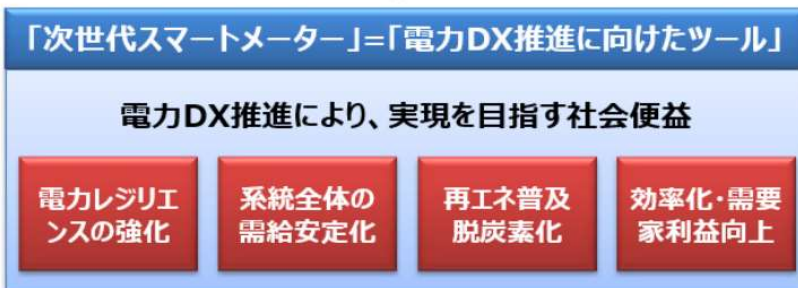 「次世代スマートメーター」=「電力DX推進に向けたツール」
電力DX推進により、実現を目指す社会便益
電力レジリエ
ンスの強化
系統全体の
需給安定化
再エネ普及
脱炭素化
効率化・需要
家利益向上